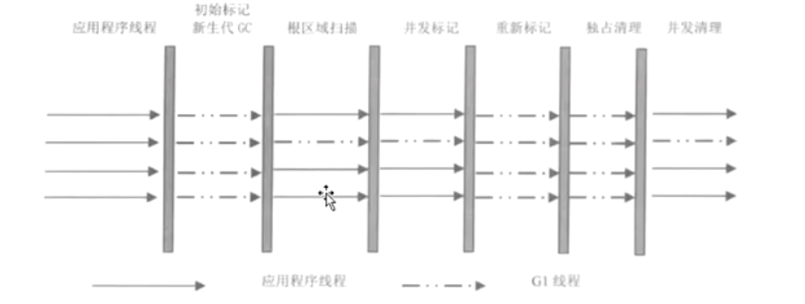 应用程序线程
初始标记
新生代 GC
根区域扫描
并发标记
重新标记
独占清理
并发清理
应用程序线程
G1 线程